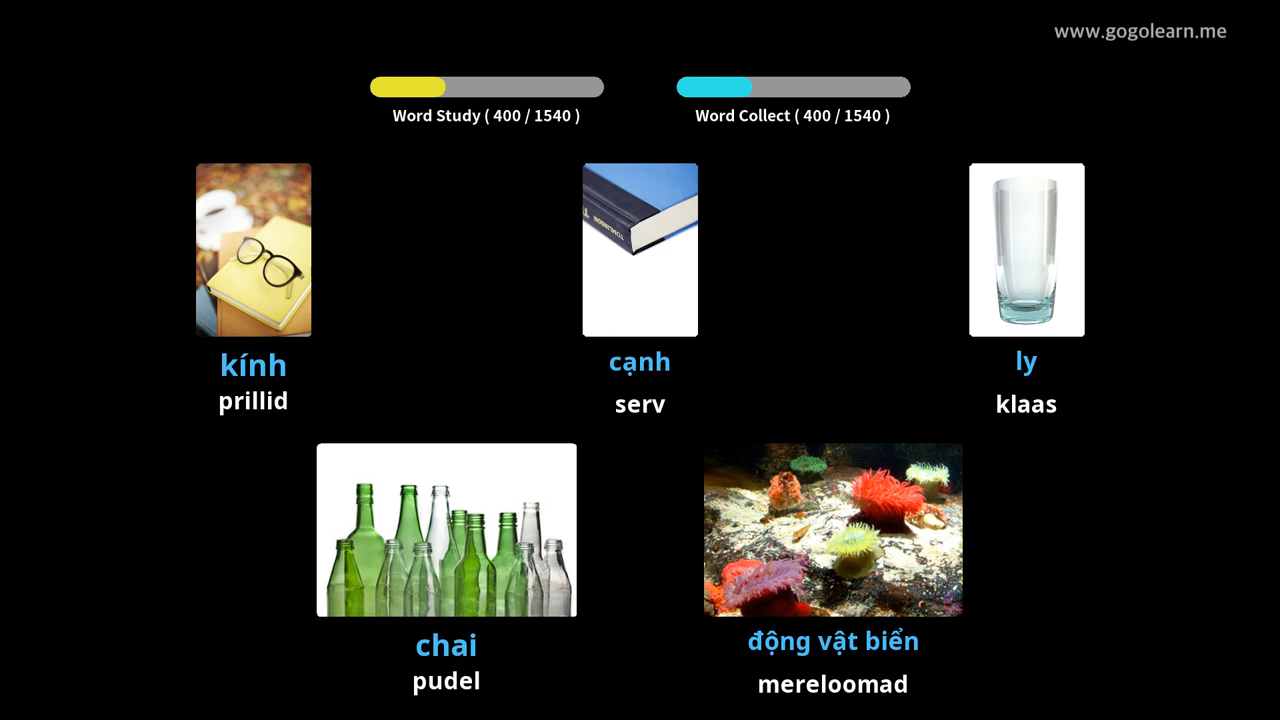 www.gogolearn.me
Word Study ( 400 / 1540 )
Word Collect ( 400 / 1540 )
TOMLINSON
kính
prillid
cạnh
serv
ly
klaas
chai
pudel
động vật biển
mereloomad